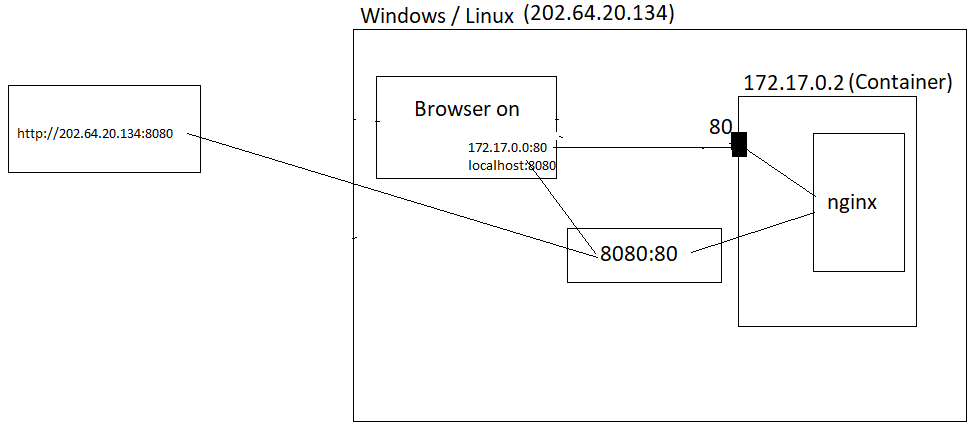 Windows / Linux (202.64.20.134)
172.17.0.2 (Container)
Browser on
http://202.64.20.134:8080
80
172.17.0.0:80
localhost:8080
nginx
8080:80